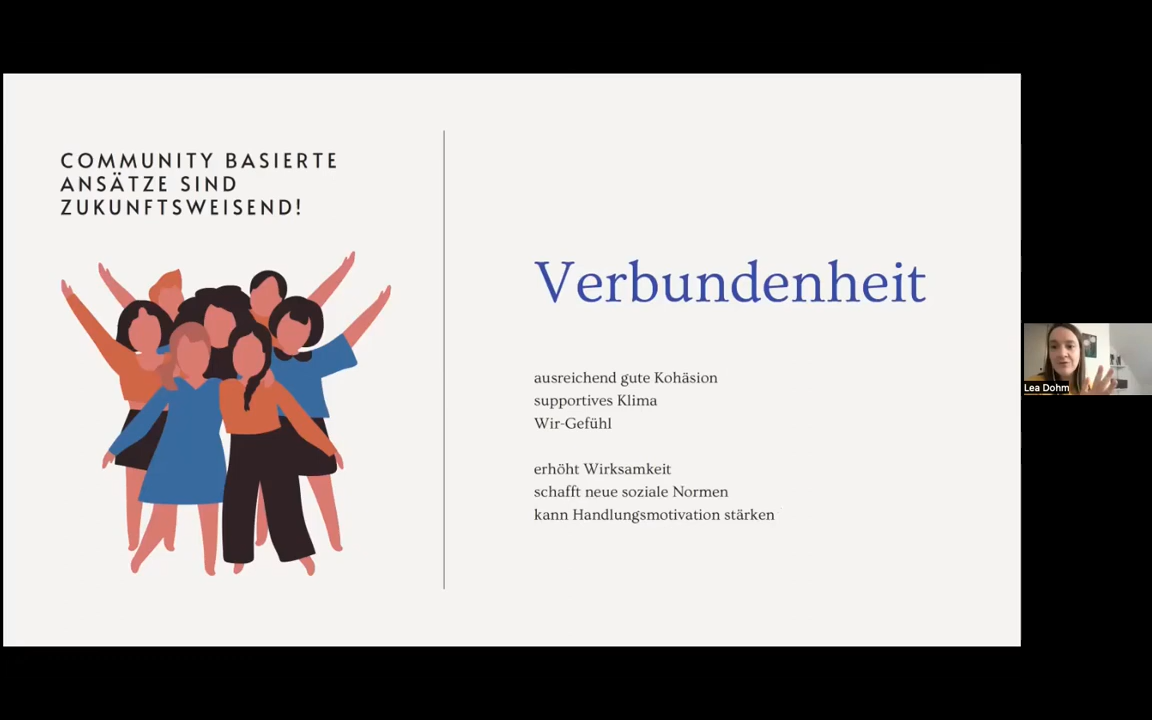 COMMUNITY BASIERTE
ANSÄTZE SIND
ZUKUNFTSWEISEND!
Verbundenheit
ausreichend gute Kohäsion
supportives Klima
Wir-Gefühl
erhöht Wirksamkeit
schafft neue soziale Normen
kann Handlungsmotivation stärken
Lea Dohm